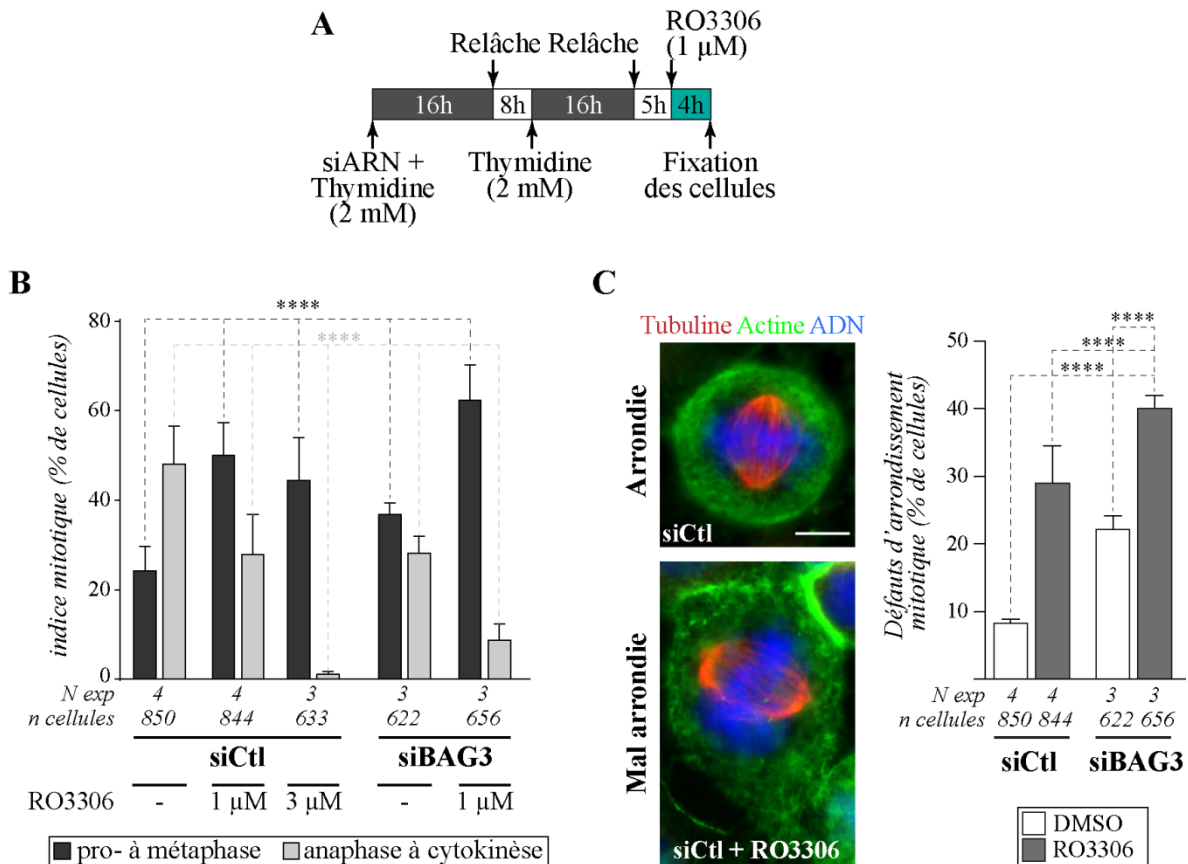 A
Relâche Relâche RO3306
(1 µM)
16h 8h 16h 5h 4h
siARN +
Thymidine
(2 mM)
Thymidine
(2 mM)
Fixation
des cellules
B
indice mitotique (% de cellules)
80
60
40
20
0
****
****
N exp 4 4 3 3 3
n cellules 850 844 633 622 656
siCtl siBAG3
RO3306 - 1 µM 3 µM - 1 µM
pro- à métaphase anaphase à cytokinèse
C
Tubuline Actine ADN
Arrondie
siCtl
Mal arrondie
siCtl + RO3306
Défauts d'arrondissement
mitotique (% de cellules)
50
40
30
20
10
****
****
****
N exp 4 4 3 3
n cellules 850 844 622 656
siCtl siBAG3
DMSO
RO3306